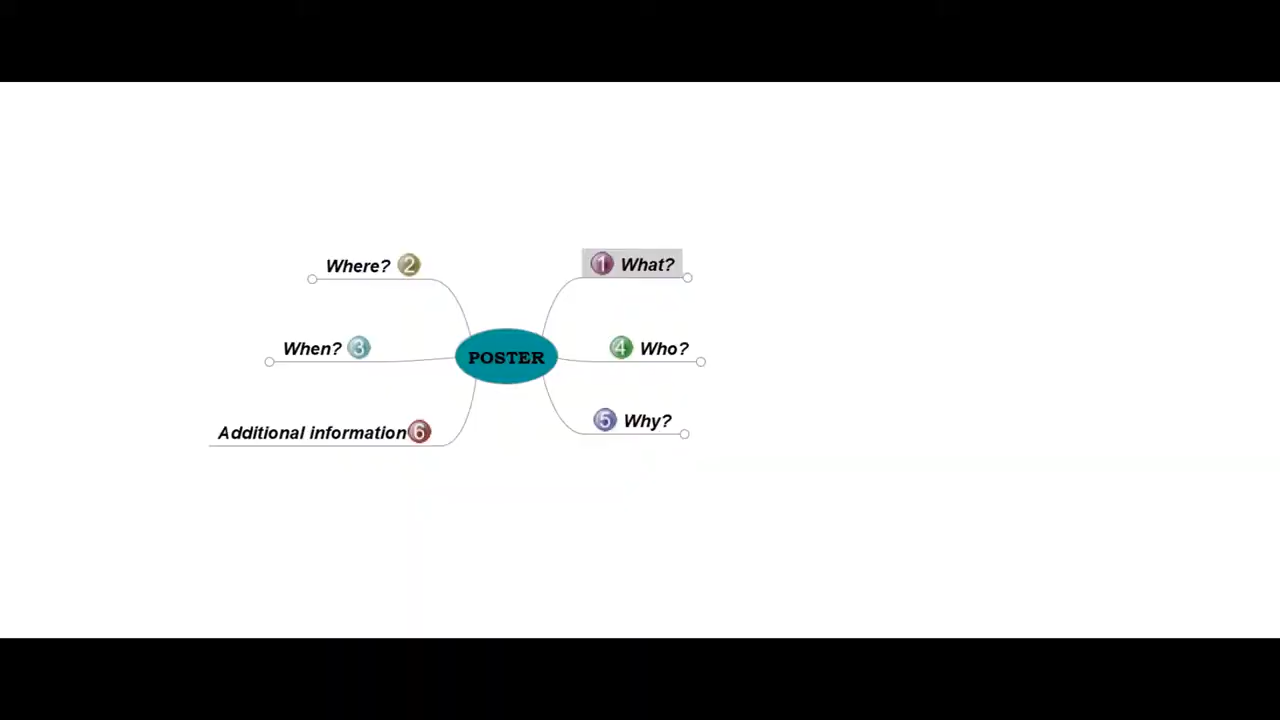 Where? 2
1 What?
When? 3
POSTER
4 Who?
Additional information 6
5 Why?